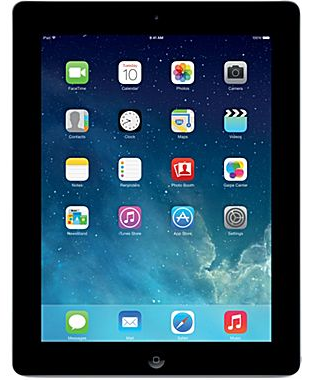 iPad 9:41 AM 100%
Tuesday
10
FaceTime Calendar Photos Camera
Contacts Clock Maps Videos
Notes Reminders Photo Booth Game Center
Newsstand iTunes Store App Store Settings
Messages Mail Safari Music